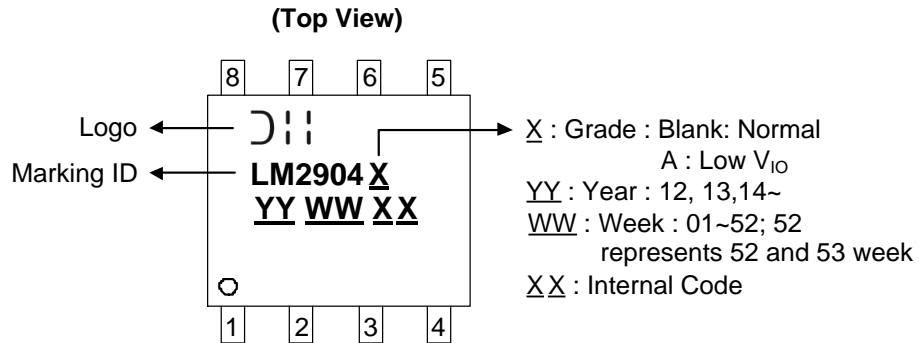 (Top View)
8 7 6 5
Logo
Marking ID
LM2904 X
YY WW X X
X : Grade : Blank: Normal
A : Low VIO
YY : Year : 12, 13,14~
WW : Week : 01~52; 52
represents 52 and 53 week
X X : Internal Code
1 2 3 4